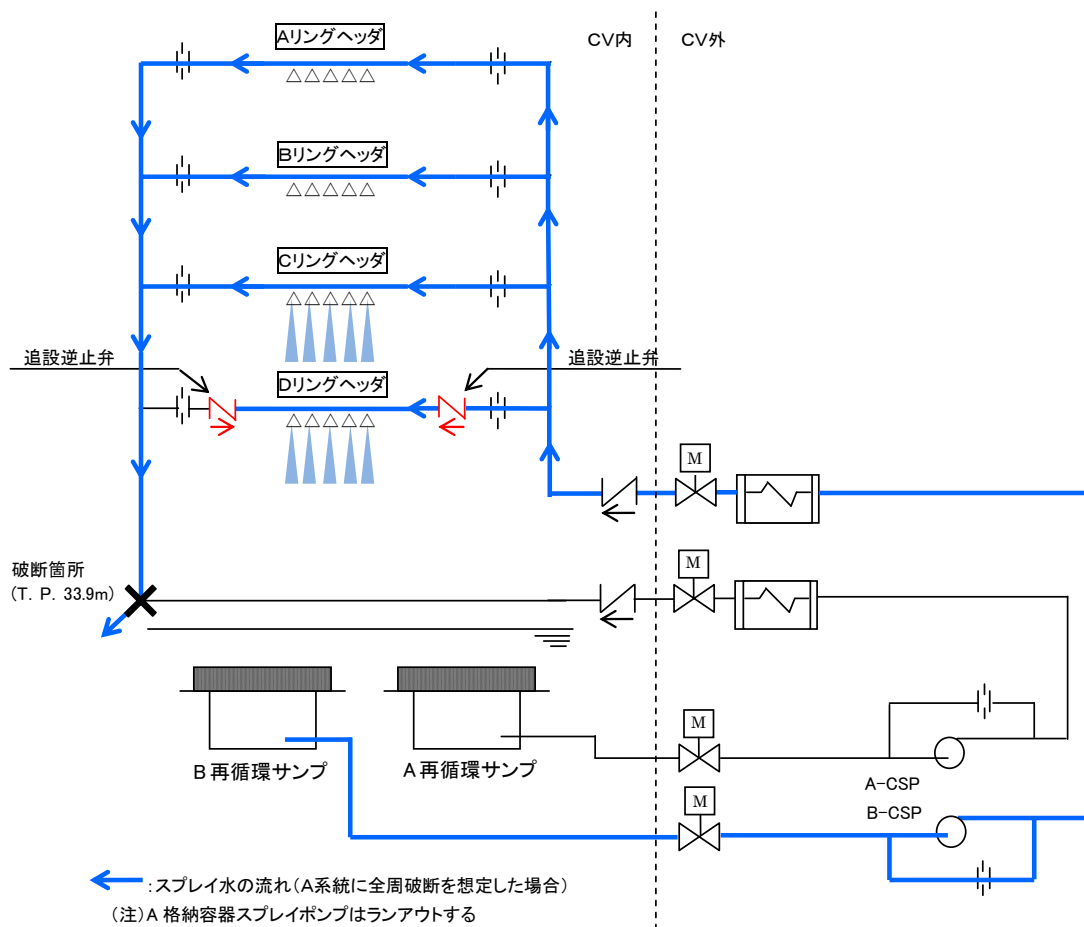 Aリングヘッダ
CV内
CV外
Bリングヘッダ
Cリングヘッダ
追設逆止弁
追設逆止弁
Dリングヘッダ
M
破断箇所
(T. P. 33.9m)
M
M
B 再循環サンプ
A 再循環サンプ
A-CSP
B-CSP
M
:スプレイ水の流れ(A系統に全周破断を想定した場合)
(注)A 格納容器スプレイポンプはランアウトする